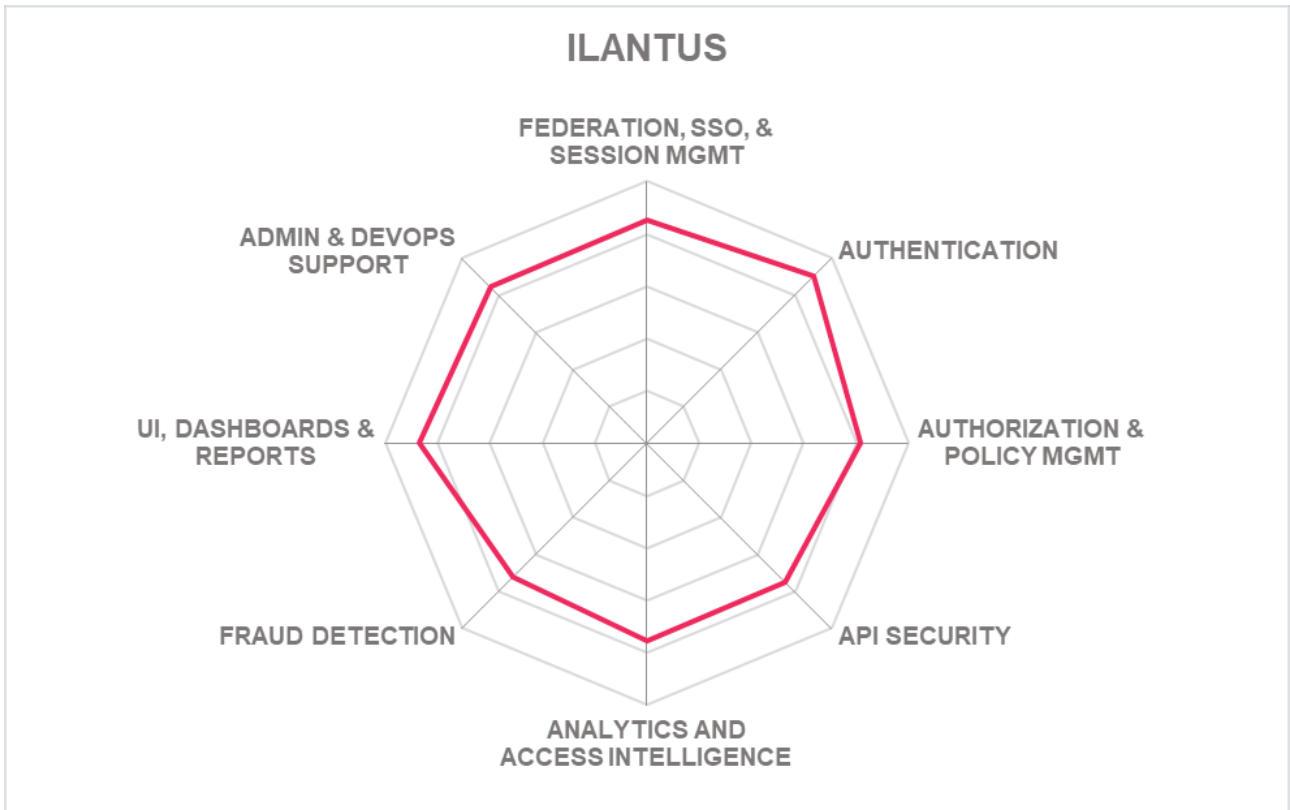 ILANTUS
FEDERATION, SSO, &
SESSION MGMT
ADMIN & DEVOPS
SUPPORT
AUTHENTICATION
UI, DASHBOARDS &
REPORTS
AUTHORIZATION &
POLICY MGMT
FRAUD DETECTION
API SECURITY
ANALYTICS AND
ACCESS INTELLIGENCE